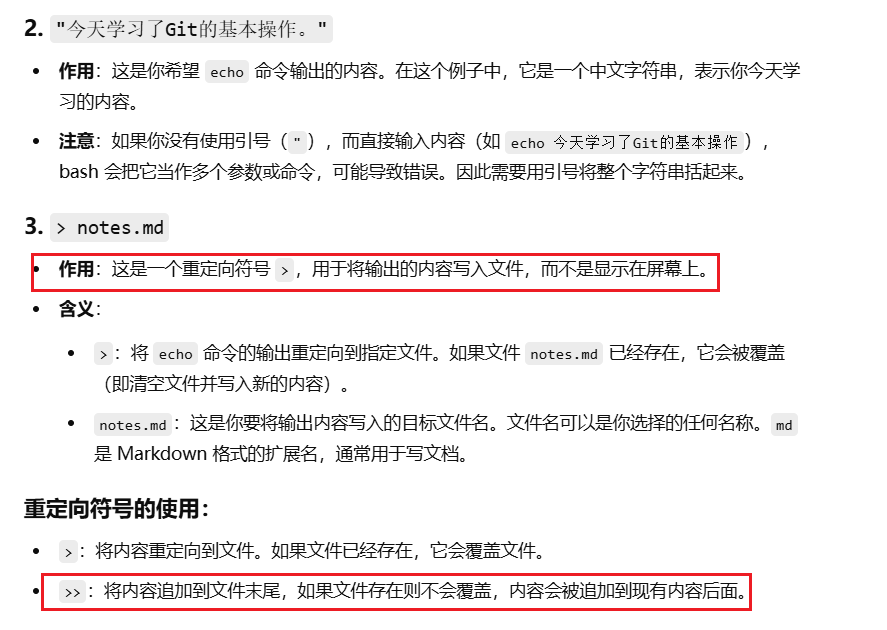 2. "今天学习了Git的基本操作。"
• 作用：这是你希望 echo 命令输出的内容。在这个例子中，它是一个中文字符串，表示你今天学
习的内容。
• 注意：如果你没有使用引号（"），而直接输入内容（如 echo 今天学习了Git的基本操作），
bash 会把它当作多个参数或命令，可能导致错误。因此需要用引号将整个字符串括起来。
3. > notes.md
• 作用：这是一个重定向符号 >，用于将输出的内容写入文件，而不是显示在屏幕上。
• 含义：
• >：将 echo 命令的输出重定向到指定文件。如果文件 notes.md 已经存在，它会被覆盖
（即清空文件并写入新的内容）。
• notes.md：这是你要将输出内容写入的目标文件名。文件名可以是你选择的任何名称。md
是 Markdown 格式的扩展名，通常用于写文档。
重定向符号的使用：
• >：将内容重定向到文件。如果文件已经存在，它会覆盖文件。
• >>：将内容追加到文件末尾，如果文件存在则不会覆盖，内容会被追加到现有内容后面。